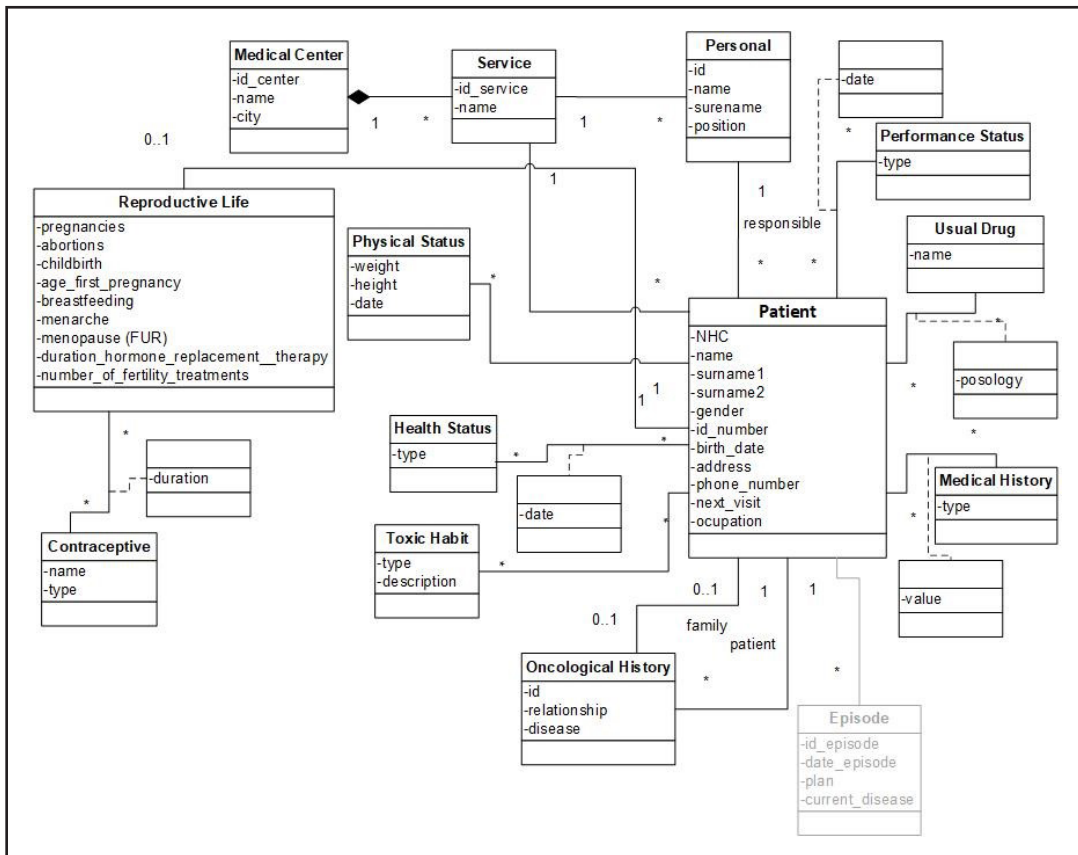 Medical Center
-id_center
-name
-city
1
*
Service
-id_service
-name
1
*
Personal
-id
-name
-surename
-position
-date
*
Performance Status
-type
0..1
1
1
1
responsible
*
*
*
Reproductive Life
-pregnancies
-abortions
-childbirth
-age_first_pregnancy
-breastfeeding
-menarche
-menopause (FUR)
-duration_hormone_replacement__therapy
-number_of_fertility_treatments
Physical Status
-weight
-height
-date
*
Usual Drug
-name
*
-posology
*
Patient
-NHC
-name
-surname1
-surname2
-gender
-id_number
-birth_date
-address
-phone_number
-next_visit
-ocupation
1
1
Health Status
-type
*
*
-date
*
Medical History
-type
*
-value
*
-duration
*
Contraceptive
-name
-type
Toxic Habit
-type
-description
*
*
0..1
1
1
0..1
family
patient
*
*
Oncological History
-id
-relationship
-disease
Episode
-id_episode
-date_episode
-plan
-current_disease